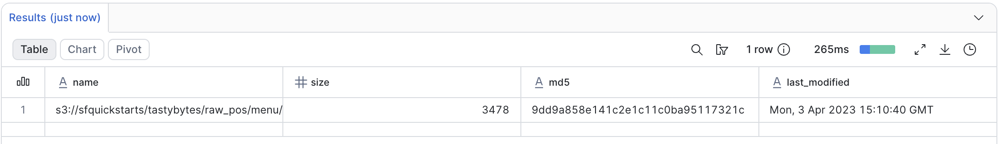 Results (just now)
Table Chart Pivot 1 row 265ms
name size md5 last_modified
1 s3://sfquickstarts/tastybytes/raw_pos/menu/ 3478 9dd9a858e141c2e1c11c0ba95117321c Mon, 3 Apr 2023 15:10:40 GMT